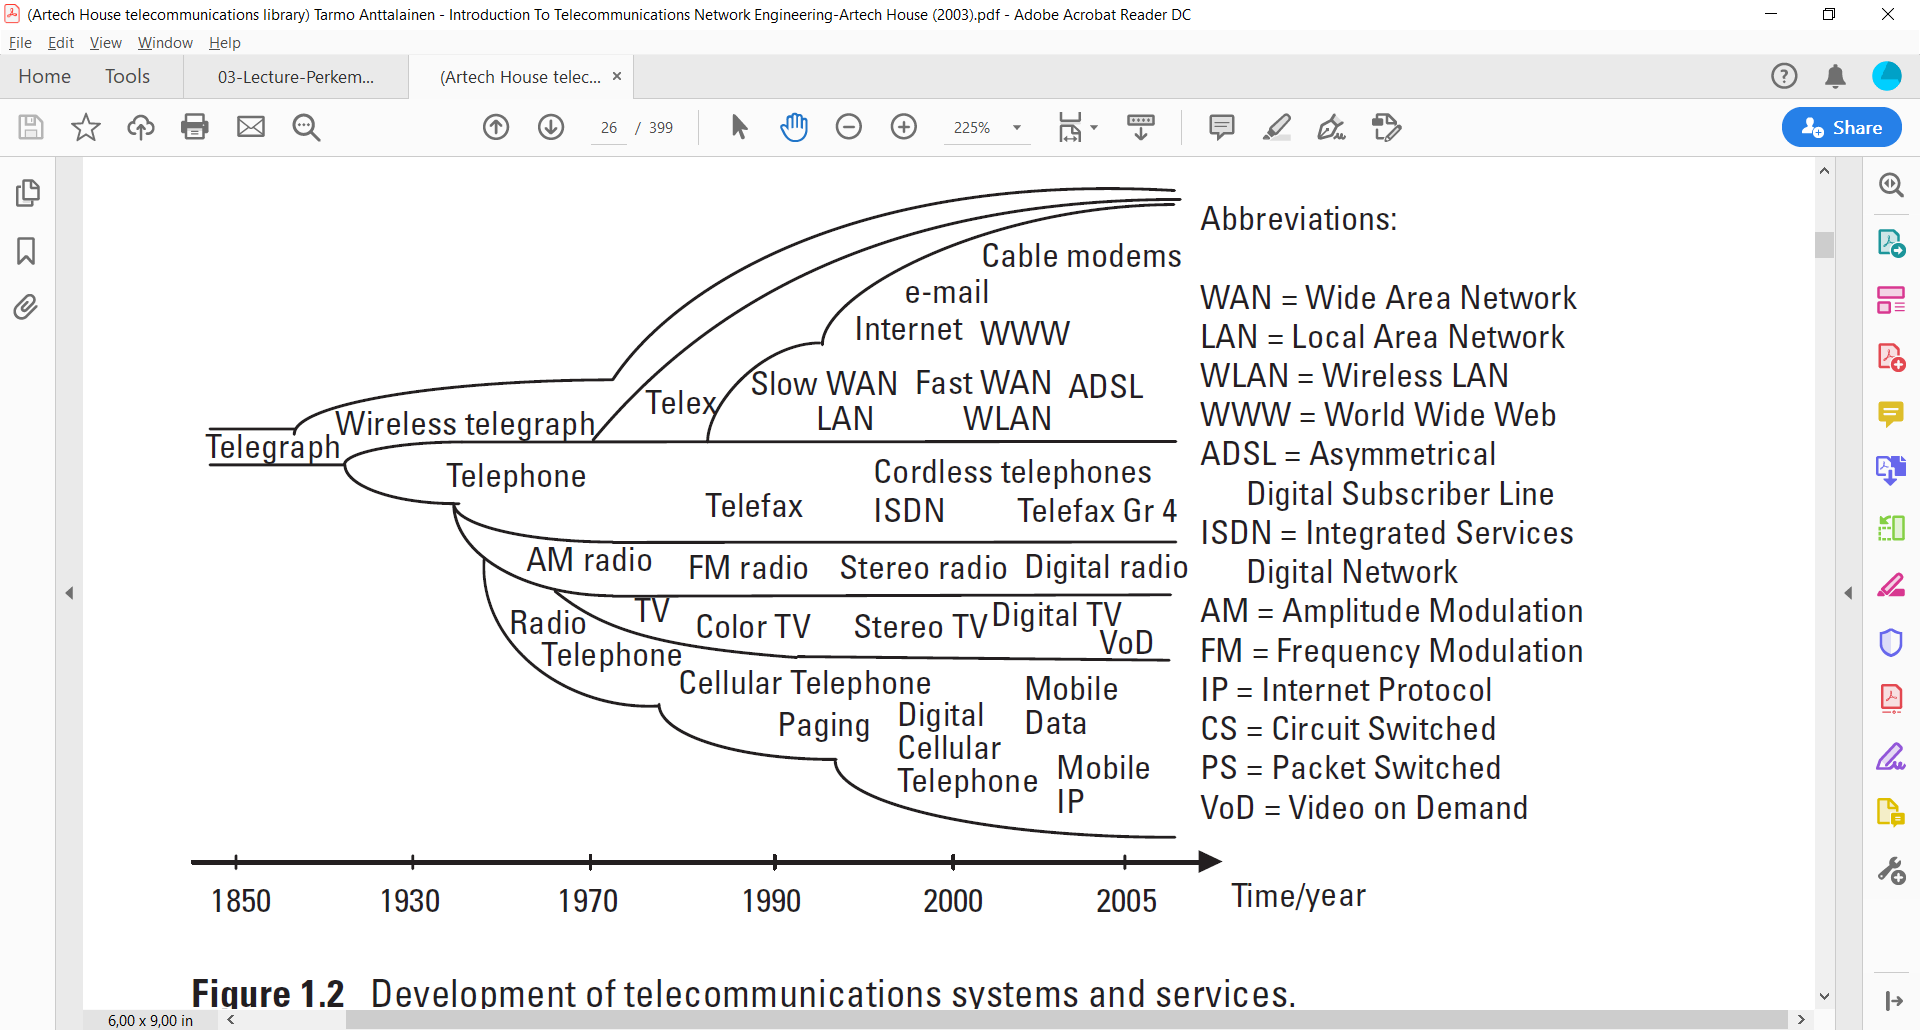 (Artech House telecommunications library) Tarmo Anttalainen - Introduction To Telecommunications Network Engineering-Artech House (2003).pdf - Adobe Acrobat Reader DC
File Edit View Window Help
Home Tools 03-Lecture-Perkem... (Artech House telec... ×
26 / 399 225% Share
Cable modems
e-mail
Internet WWW
Slow WAN Fast WAN ADSL
Telex
LAN WLAN
Wireless telegraph
Telegraph
Telephone
Cordless telephones
Telefax ISDN Telefax Gr 4
AM radio FM radio Stereo radio Digital radio
Radio
Telephone
TV Color TV Stereo TV Digital TV
VoD
Cellular Telephone
Paging
Digital
Cellular
Telephone
Mobile
Data
Mobile
IP
1850 1930 1970 1990 2000 2005 Time/year
Abbreviations:
WAN = Wide Area Network
LAN = Local Area Network
WLAN = Wireless LAN
WWW = World Wide Web
ADSL = Asymmetrical
Digital Subscriber Line
ISDN = Integrated Services
Digital Network
AM = Amplitude Modulation
FM = Frequency Modulation
IP = Internet Protocol
CS = Circuit Switched
PS = Packet Switched
VoD = Video on Demand
Figure 1.2 Development of telecommunications systems and services.
6,00 x 9,00 in